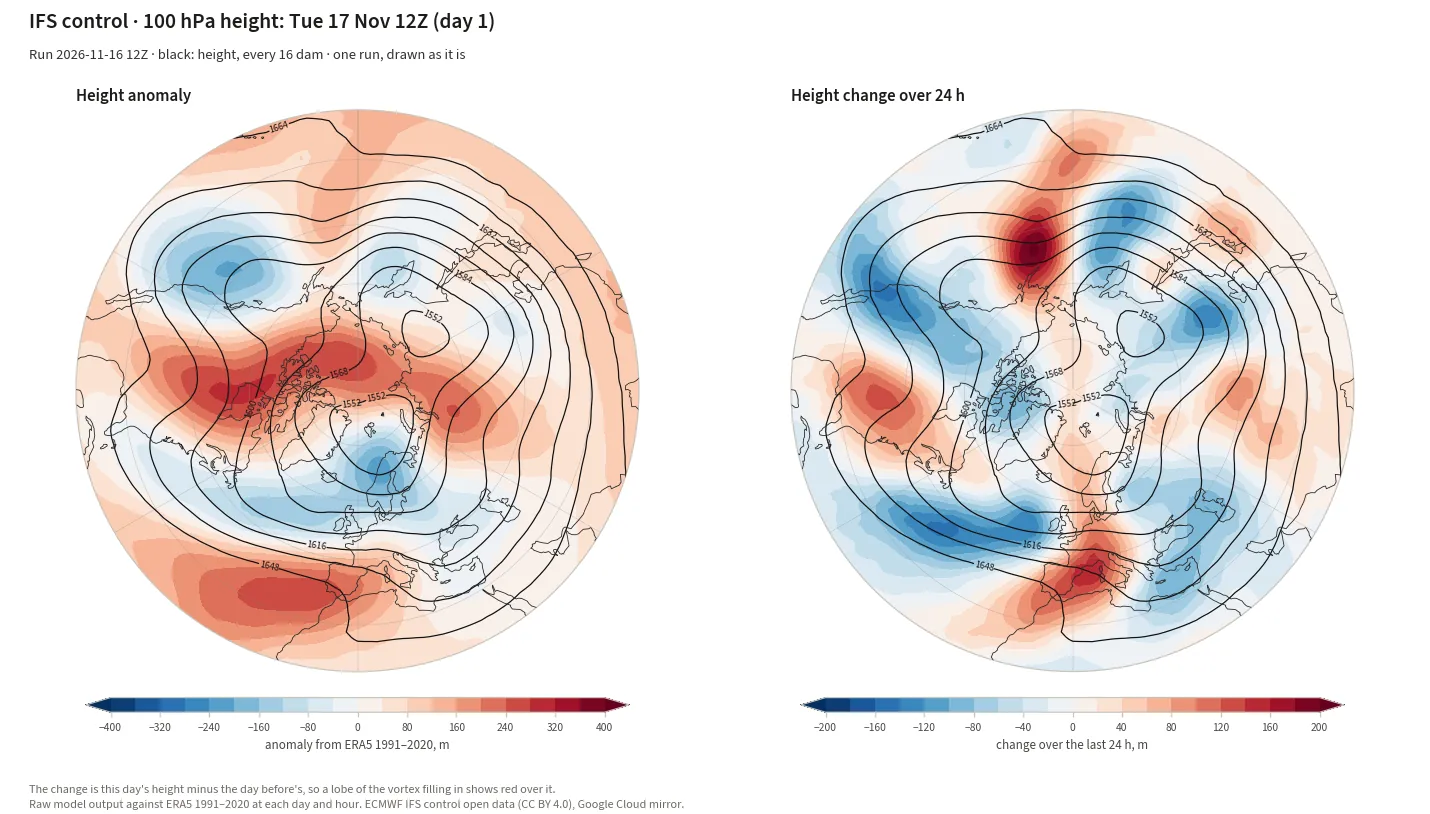 IFS control · 100 hPa height: Tue 17 Nov 12Z (day 1)
Run 2026-11-16 12Z · black: height, every 16 dam · one run, drawn as it is
Height anomaly
Height change over 24 h
1664
1632
1584
1552
1568
1600
1552
1552
1616
1648
1664
1632
1584
1552
1568
1600
1552
1552
1616
1648
−400 −320 −240 −160 −80 0 80 160 240 320 400
anomaly from ERA5 1991–2020, m
−200 −160 −120 −80 −40 0 40 80 120 160 200
change over the last 24 h, m
The change is this day's height minus the day before's, so a lobe of the vortex filling in shows red over it.
Raw model output against ERA5 1991–2020 at each day and hour. ECMWF IFS control open data (CC BY 4.0), Google Cloud mirror.